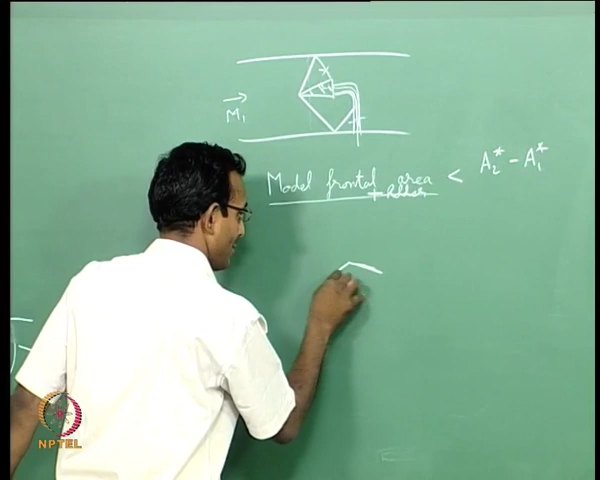 M₁
Model frontal area < A₂* - A₁*
NPTEL